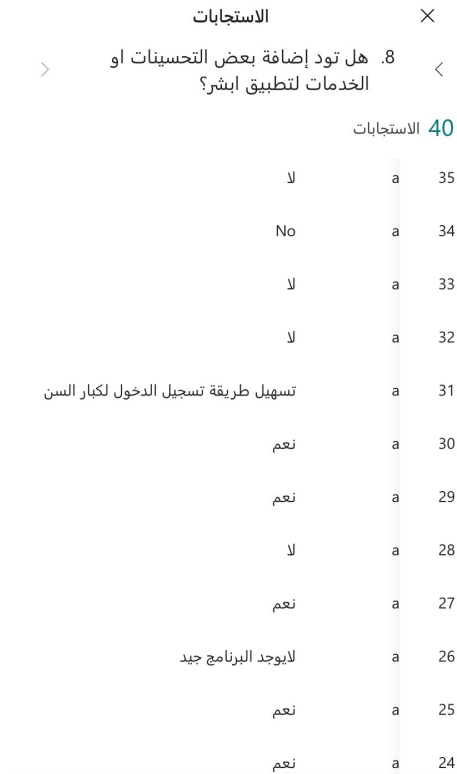 الاستجابات
8. هل تود إضافة بعض التحسينات او
الخدمات لتطبيق ابشر؟
40 الاستجابات
35 a لا
34 a No
33 a لا
32 a لا
31 a تسهيل طريقة تسجيل الدخول لكبار السن
30 a نعم
29 a نعم
28 a لا
27 a نعم
26 a لايوجد البرنامج جيد
25 a نعم
24 a نعم